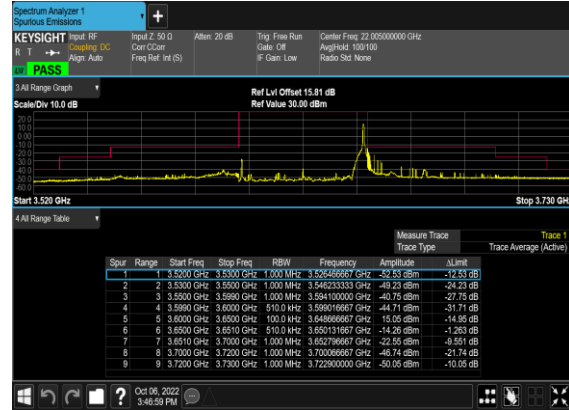 Spectrum Analyzer 1
Spurious Emissions
+
KEYSIGHT Input: RF Input Z: 50 Ω Atten: 20 dB Trig: Free Run Center Freq: 22.005000000 GHz
R T Coupling: DC Corr CCorr Gate: Off Avg|Hold: 100/100
Align: Auto Freq Ref: Int (S) IF Gain: Low Radio Std: None
PASS
3 All Range Graph
Ref Lvl Offset 15.81 dB
Scale/Div 10.0 dB Ref Value 30.00 dBm
20.0
10.0
0.00
-10.0
-20.0
-30.0
-40.0
-50.0
-60.0
Start 3.520 GHz Stop 3.730 GH
4 All Range Table
Measure Trace Trace 1
Trace Type Trace Average (Active)
Spur Range Start Freq Stop Freq RBW Frequency Amplitude ΔLimit
1 1 3.5200 GHz 3.5300 GHz 1.000 MHz 3.526466667 GHz -52.53 dBm -12.53 dB
2 2 3.5300 GHz 3.5500 GHz 1.000 MHz 3.546233333 GHz -49.23 dBm -24.23 dB
3 3 3.5500 GHz 3.5990 GHz 1.000 MHz 3.594100000 GHz -40.75 dBm -27.75 dB
4 4 3.5990 GHz 3.6000 GHz 510.0 kHz 3.599016667 GHz -44.71 dBm -31.71 dB
5 5 3.6000 GHz 3.6500 GHz 100.0 kHz 3.648666667 GHz 15.05 dBm -14.95 dB
6 6 3.6500 GHz 3.6510 GHz 510.0 kHz 3.650131667 GHz -14.26 dBm -1.263 dB
7 7 3.6510 GHz 3.7000 GHz 1.000 MHz 3.652796667 GHz -22.55 dBm -9.551 dB
8 8 3.7000 GHz 3.7200 GHz 1.000 MHz 3.700066667 GHz -46.74 dBm -21.74 dB
9 9 3.7200 GHz 3.7300 GHz 1.000 MHz 3.722900000 GHz -50.05 dBm -10.05 dB
? Oct 06, 2022
3:46:59 PM